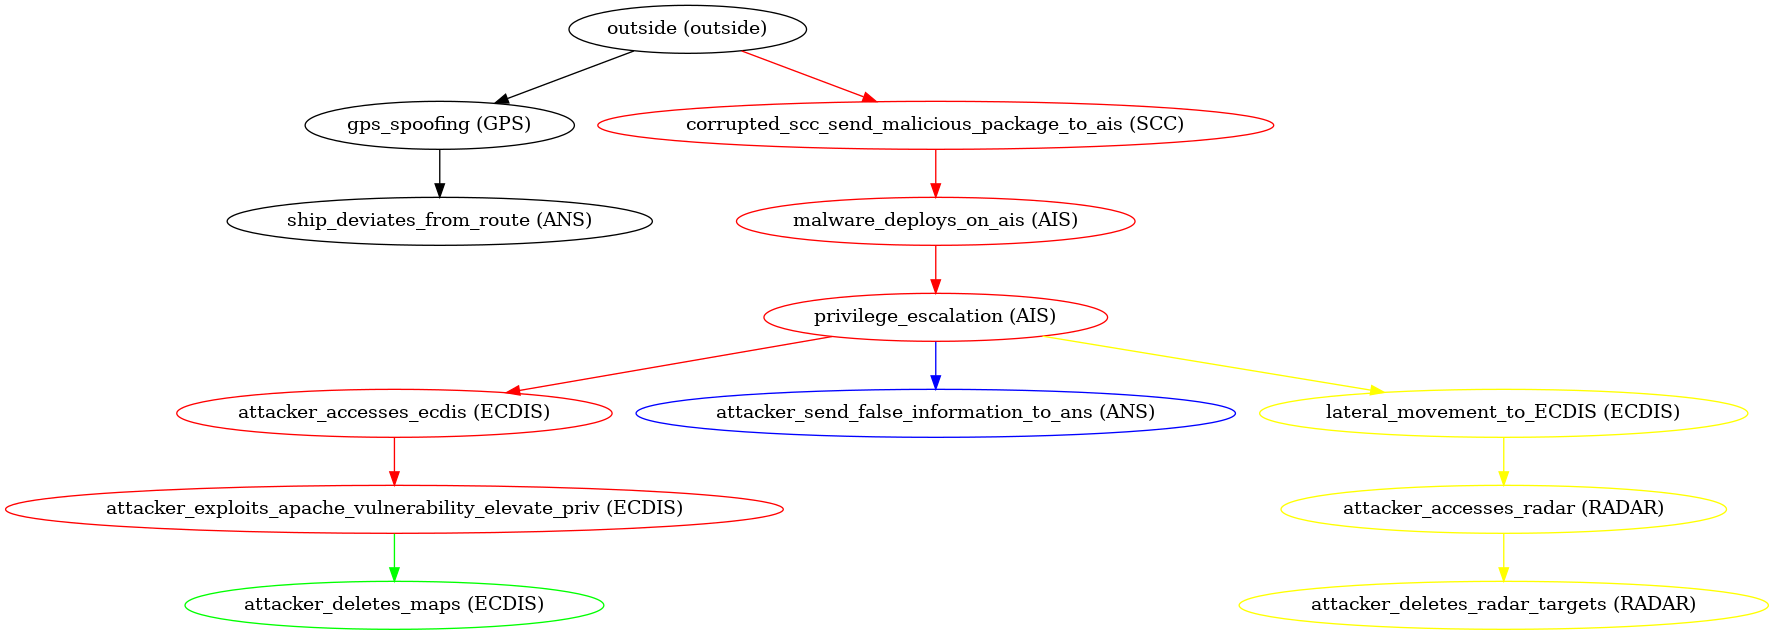 outside (outside)
gps_spoofing (GPS)
corrupted_scc_send_malicious_package_to_ais (SCC)
ship_deviates_from_route (ANS)
malware_deploys_on_ais (AIS)
privilege_escalation (AIS)
attacker_accesses_ecdis (ECDIS)
attacker_send_false_information_to_ans (ANS)
lateral_movement_to_ECDIS (ECDIS)
attacker_exploits_apache_vulnerability_elevate_priv (ECDIS)
attacker_accesses_radar (RADAR)
attacker_deletes_maps (ECDIS)
attacker_deletes_radar_targets (RADAR)